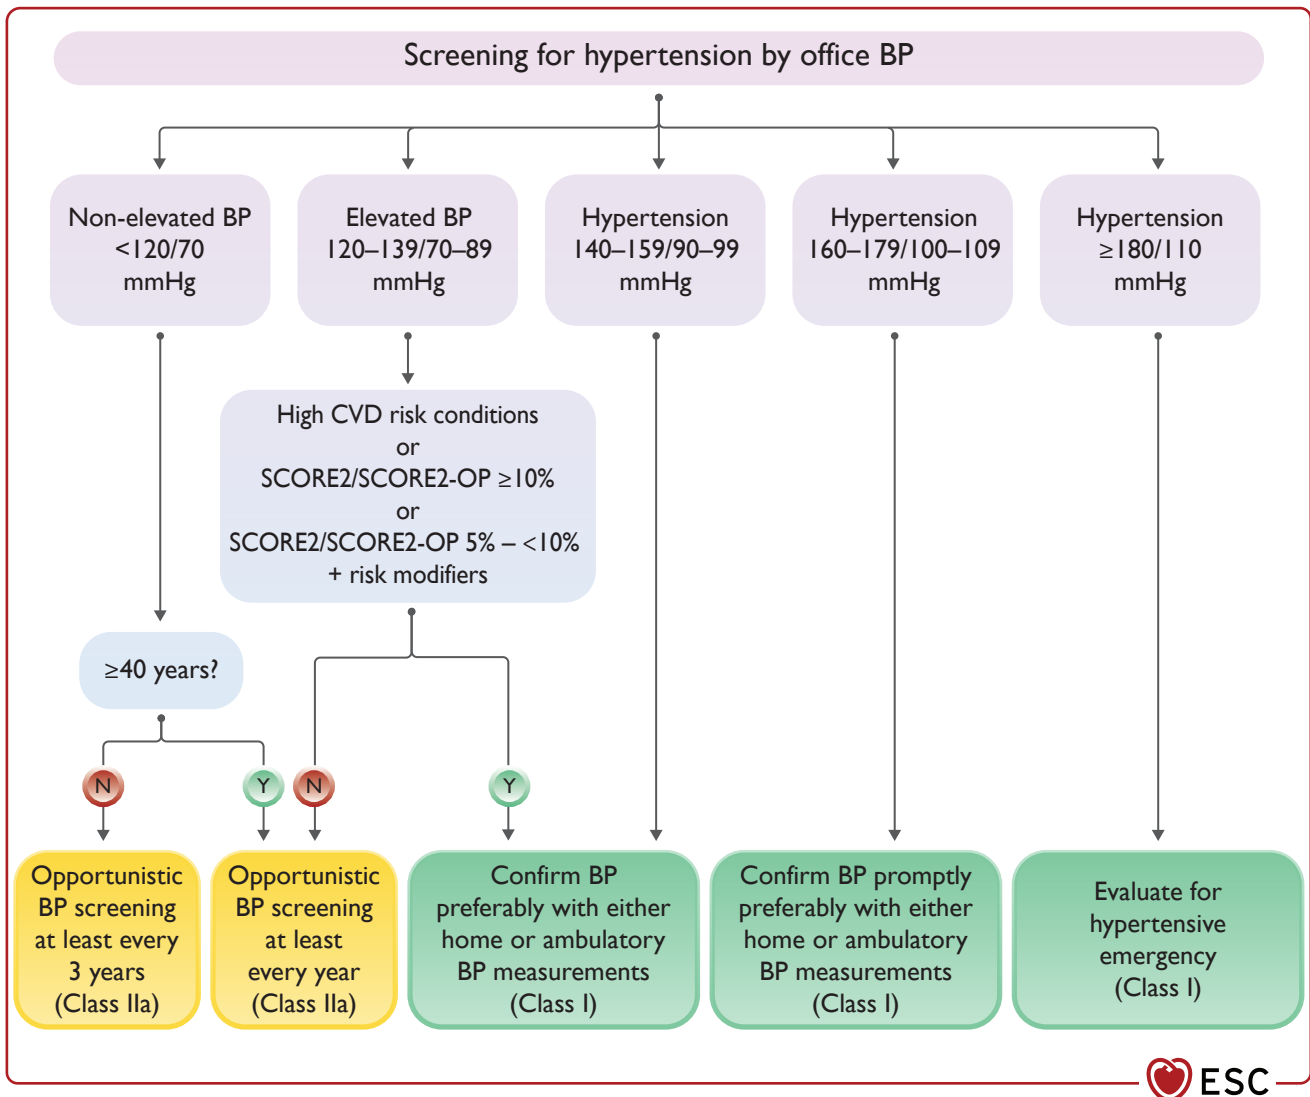 Screening for hypertension by office BP
Non-elevated BP
<120/70
mmHg
Elevated BP
120–139/70–89
mmHg
Hypertension
140–159/90–99
mmHg
Hypertension
160–179/100–109
mmHg
Hypertension
≥180/110
mmHg
High CVD risk conditions
or
SCORE2/SCORE2-OP ≥10%
or
SCORE2/SCORE2-OP 5% – <10%
+ risk modifiers
≥40 years?
N
Y
N
Y
Opportunistic
BP screening
at least every
3 years
(Class IIa)
Opportunistic
BP screening
at least
every year
(Class IIa)
Confirm BP
preferably with either
home or ambulatory
BP measurements
(Class I)
Confirm BP promptly
preferably with either
home or ambulatory
BP measurements
(Class I)
Evaluate for
hypertensive
emergency
(Class I)
ESC